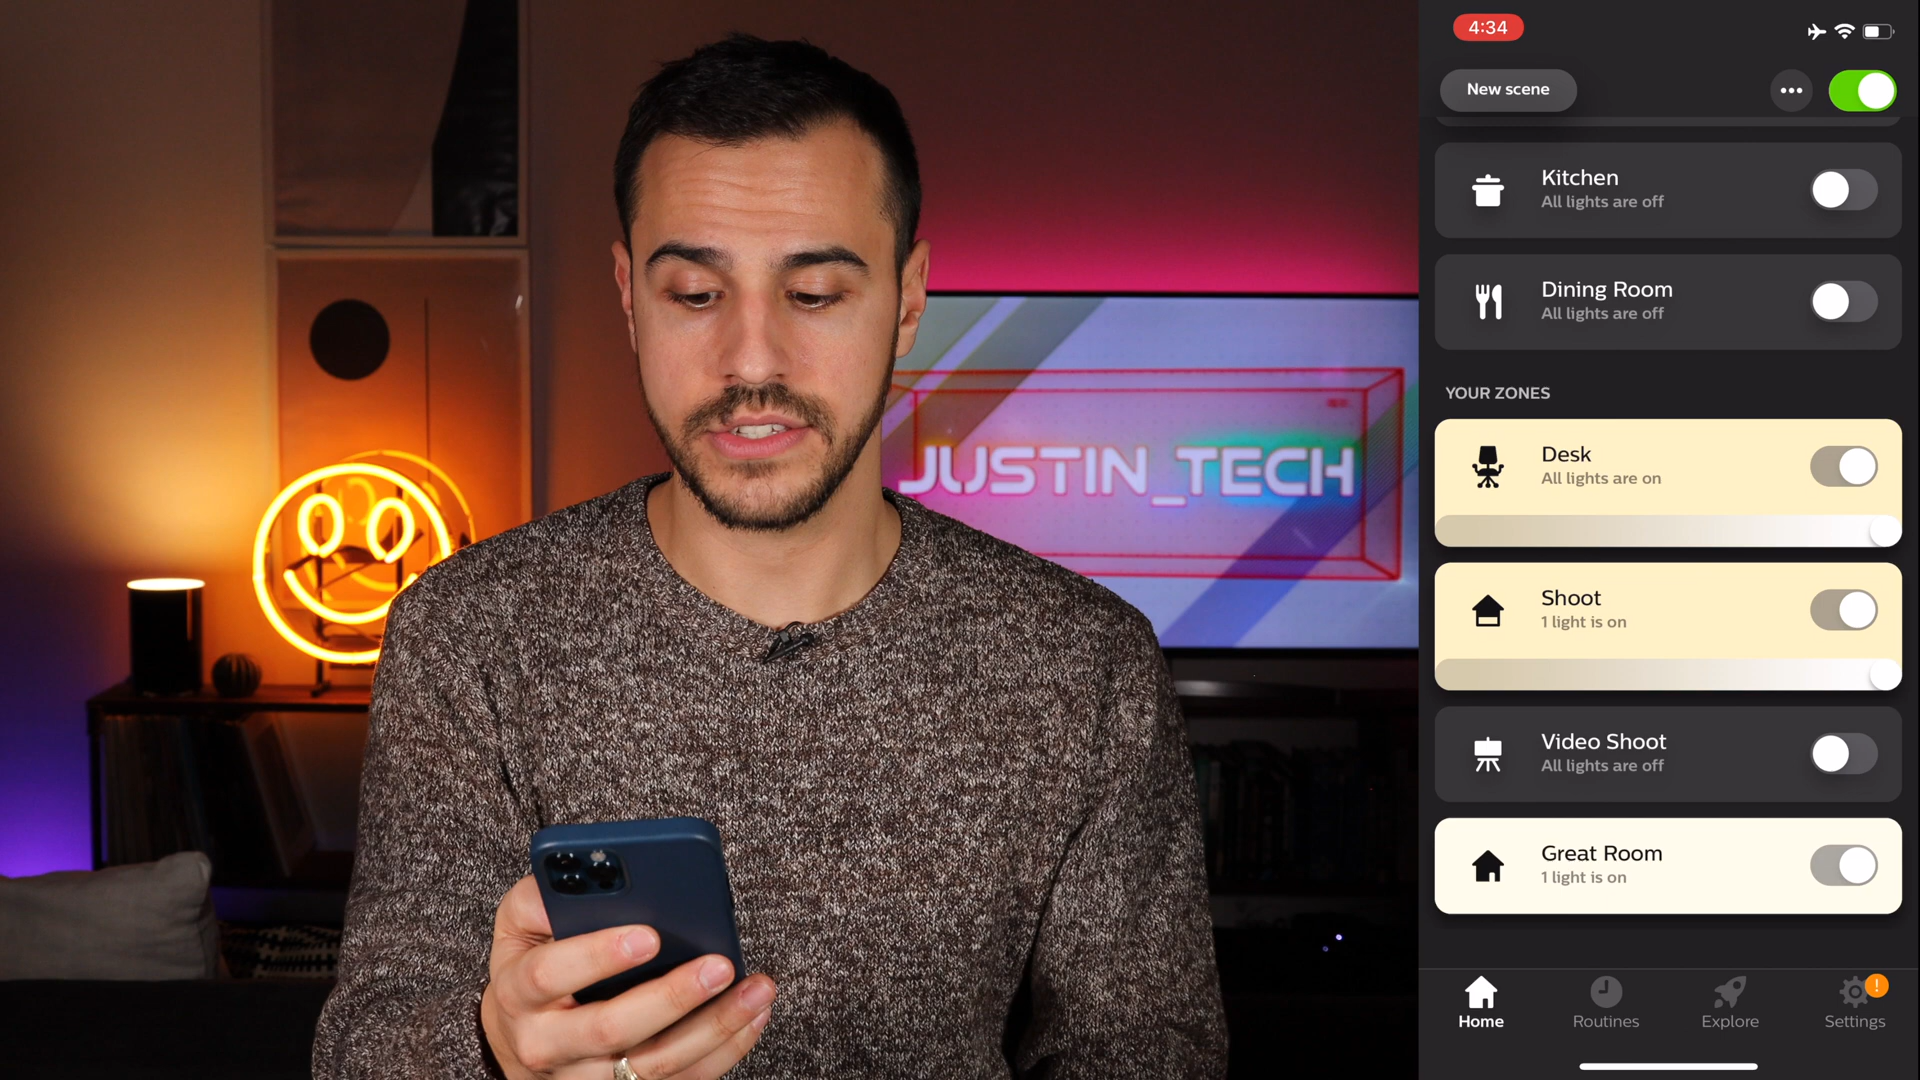 JUSTIN_TECH
4:34
New scene
Kitchen
All lights are off
Dining Room
All lights are off
YOUR ZONES
Desk
All lights are on
Shoot
1 light is on
Video Shoot
All lights are off
Great Room
1 light is on
Home
Routines
Explore
Settings